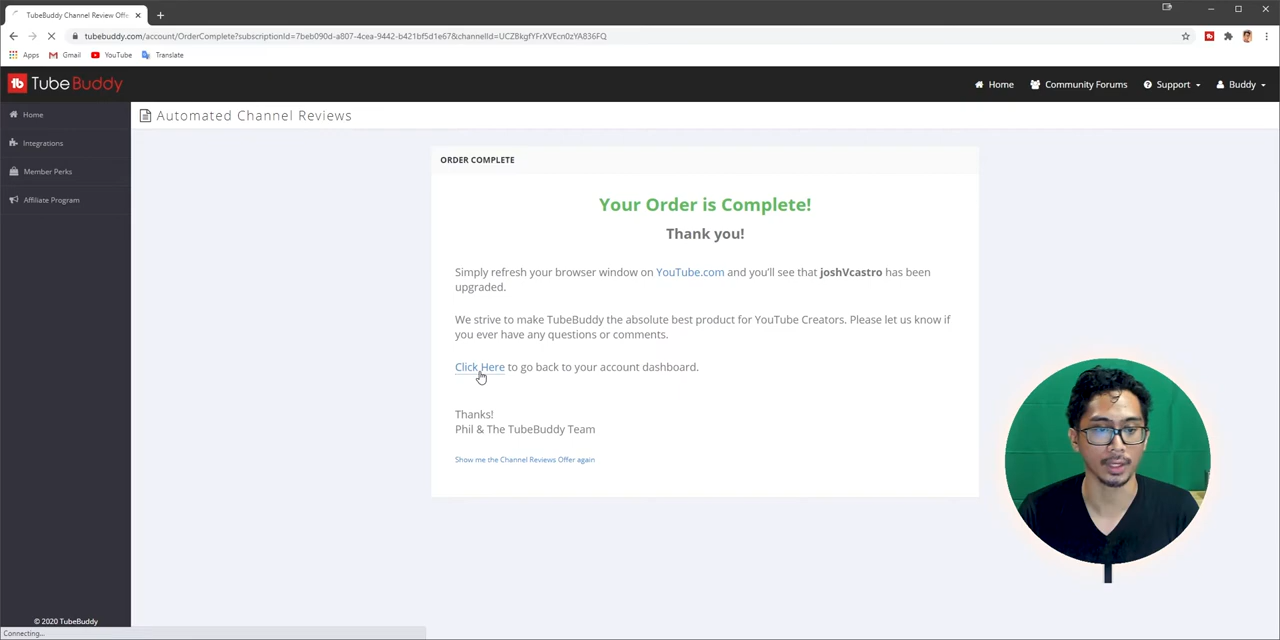 TubeBuddy Channel Review Offe
tubebuddy.com/account/OrderComplete?subscriptionId=7beb090d-a807-4cea-9442-b421bf5d1e67&channelId=UCZBkgfYFrXVEcn0zYA836FQ
Apps Gmail YouTube Translate
tb TubeBuddy
Home Community Forums Support Buddy
Home
Integrations
Member Perks
Affiliate Program
Automated Channel Reviews
ORDER COMPLETE
Your Order is Complete!
Thank you!
Simply refresh your browser window on YouTube.com and you'll see that joshVcastro has been
upgraded.
We strive to make TubeBuddy the absolute best product for YouTube Creators. Please let us know if
you ever have any questions or comments.
Click Here to go back to your account dashboard.
Thanks!
Phil & The TubeBuddy Team
Show me the Channel Reviews Offer again
© 2020 TubeBuddy
Connecting...